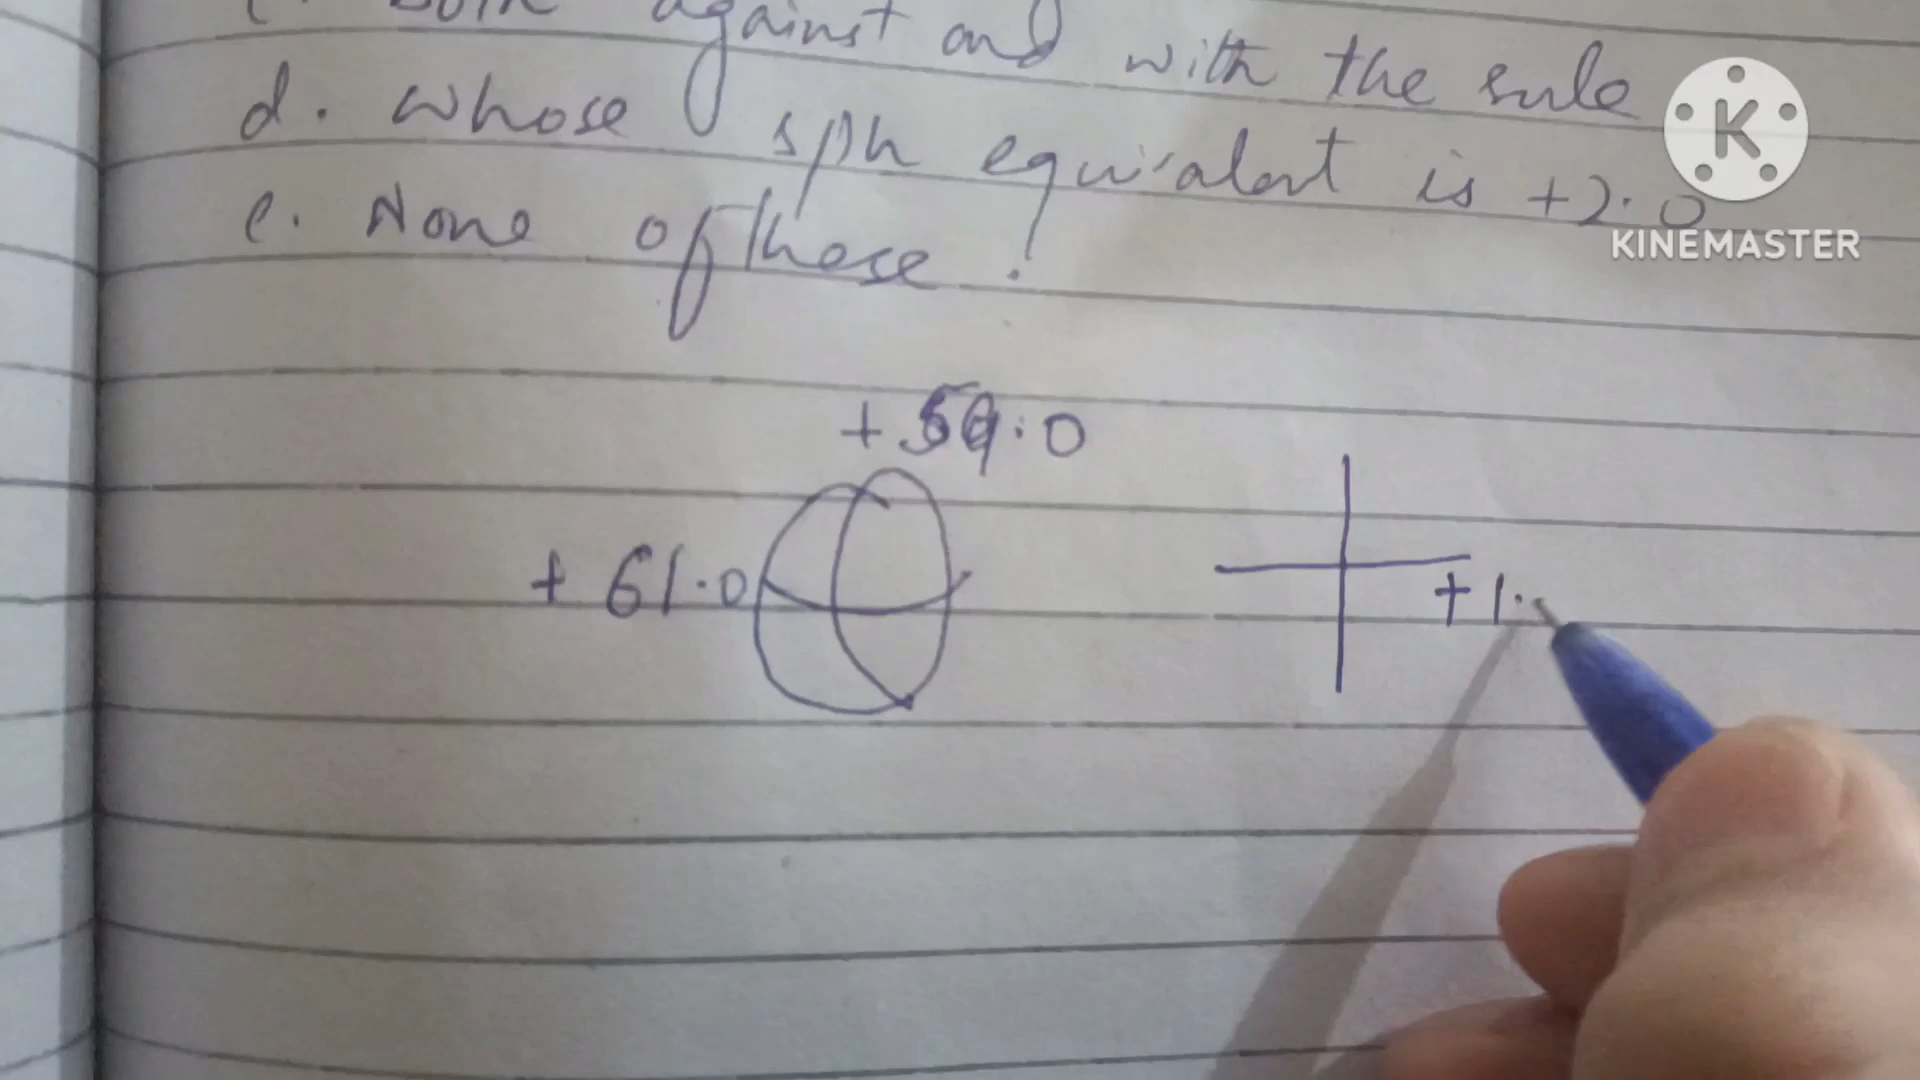 c. Both against and with the rule
d. whose sph equivalent is +2.0
e. None of these !
+ 59.0
+ 61.0
+1.
K
KINEMASTER